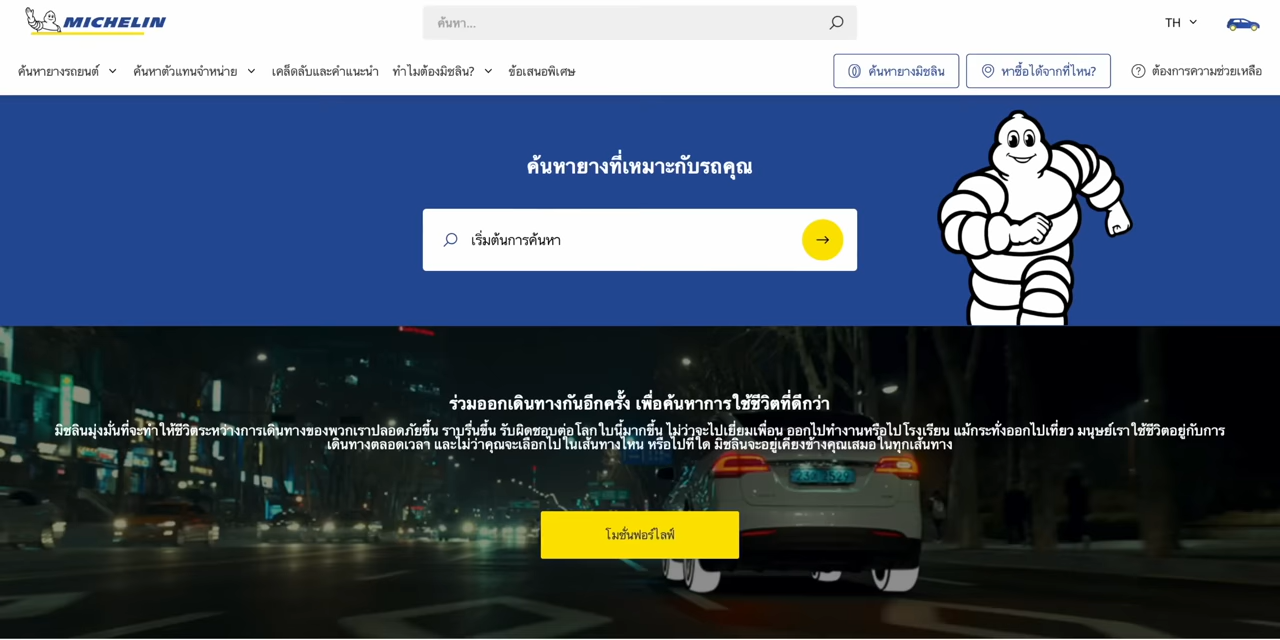 MICHELIN
ค้นหา...
TH
ค้นหายางรถยนต์
ค้นหาตัวแทนจำหน่าย
เคล็ดลับและคำแนะนำ
ทำไมต้องมิชลิน?
ข้อเสนอพิเศษ
ค้นหายางมิชลิน
หาซื้อได้จากที่ไหน?
ต้องการความช่วยเหลือ
ค้นหายางที่เหมาะกับรถคุณ
เริ่มต้นการค้นหา
ร่วมออกเดินทางกันอีกครั้ง เพื่อค้นหาการใช้ชีวิตที่ดีกว่า
มิชลินมุ่งมั่นที่จะทำให้ชีวิตระหว่างการเดินทางของพวกเราปลอดภัยขึ้น ราบรื่นขึ้น รับผิดชอบต่อโลกใบนี้มากขึ้น ไม่ว่าจะไปเยี่ยมเพื่อน ออกไปทำงานหรือไปโรงเรียน แม้กระทั่งออกไปเที่ยว มนุษย์เราใช้ชีวิตอยู่กับการ
เดินทางตลอดเวลา และไม่ว่าคุณจะเลือกไปในเส้นทางไหน หรือไปที่ใด มิชลินจะอยู่เคียงข้างคุณเสมอในทุกเส้นทาง
โมชั่นฟอร์ไลฟ์